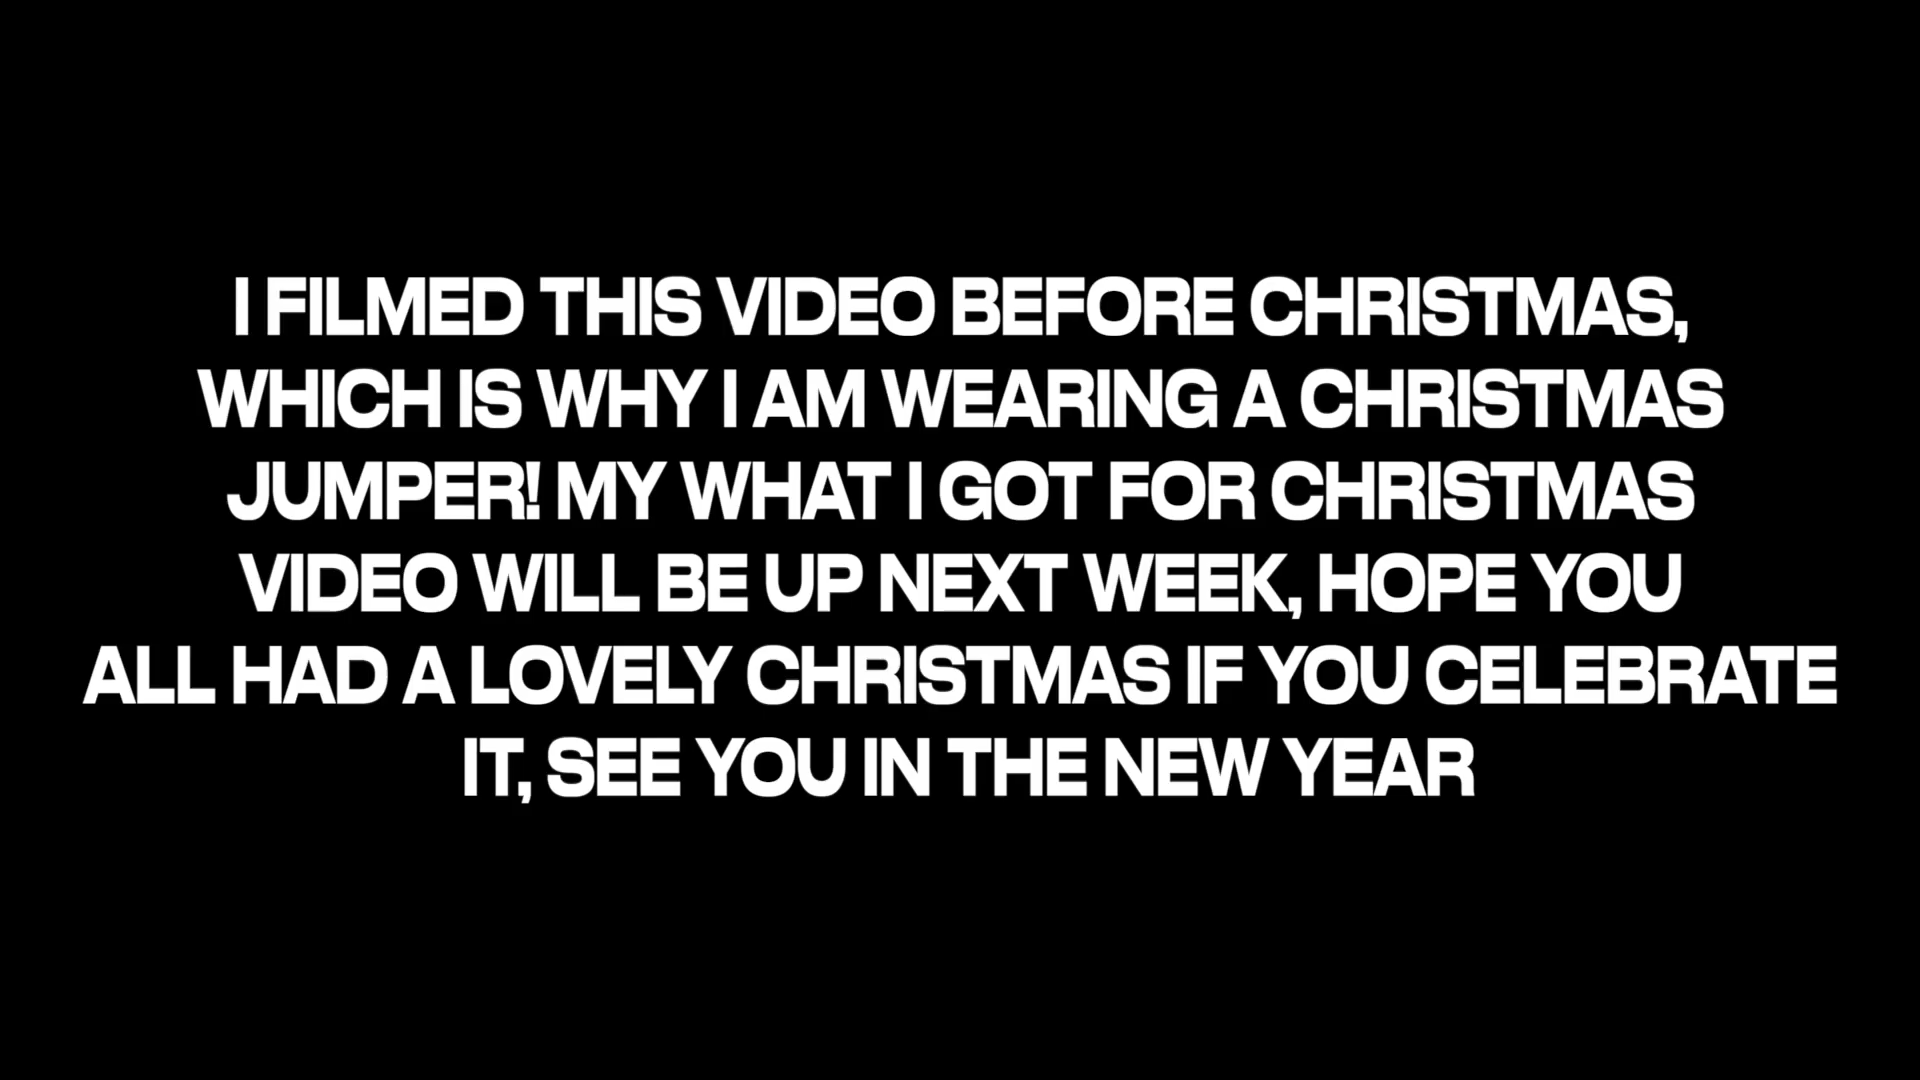 I FILMED THIS VIDEO BEFORE CHRISTMAS,
WHICH IS WHY I AM WEARING A CHRISTMAS
JUMPER! MY WHAT I GOT FOR CHRISTMAS
VIDEO WILL BE UP NEXT WEEK, HOPE YOU
ALL HAD A LOVELY CHRISTMAS IF YOU CELEBRATE
IT, SEE YOU IN THE NEW YEAR